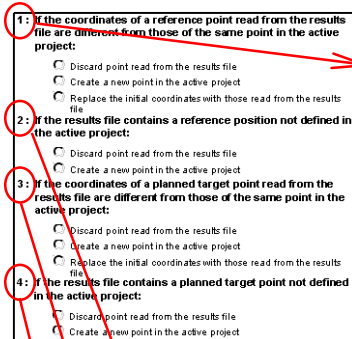 1 : If the coordinates of a reference point read from the results
file are different from those of the same point in the active
project:
Discard point read from the results file
Create a new point in the active project
Replace the initial coordinates with those read from the results
file
2 : If the results file contains a reference position not defined in
the active project:
Discard point read from the results file
Create a new point in the active project
3 : If the coordinates of a planned target point read from the
results file are different from those of the same point in the
active project:
Discard point read from the results file
Create a new point in the active project
Replace the initial coordinates with those read from the results
file
4 : If the results file contains a planned target point not defined
in the active project:
Discard point read from the results file
Create a new point in the active project